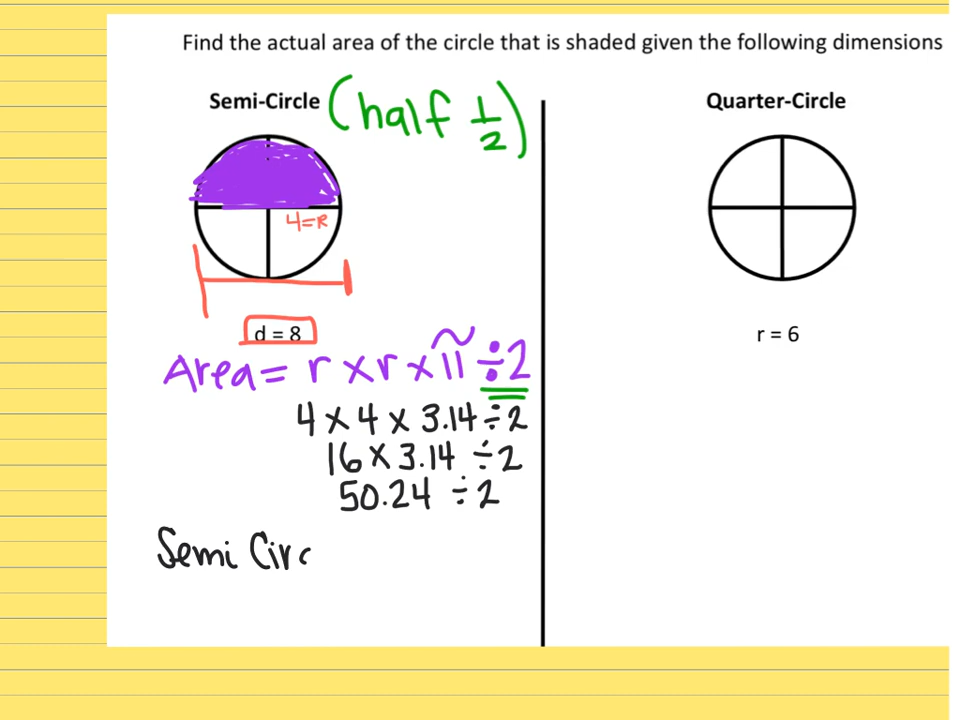 Find the actual area of the circle that is shaded given the following dimensions
Semi-Circle (half 1/2)
Quarter-Circle
4=R
d = 8
r = 6
Area = r x r x π ÷ 2
4 x 4 x 3.14 ÷ 2
16 x 3.14 ÷ 2
50.24 ÷ 2
Semi Circ